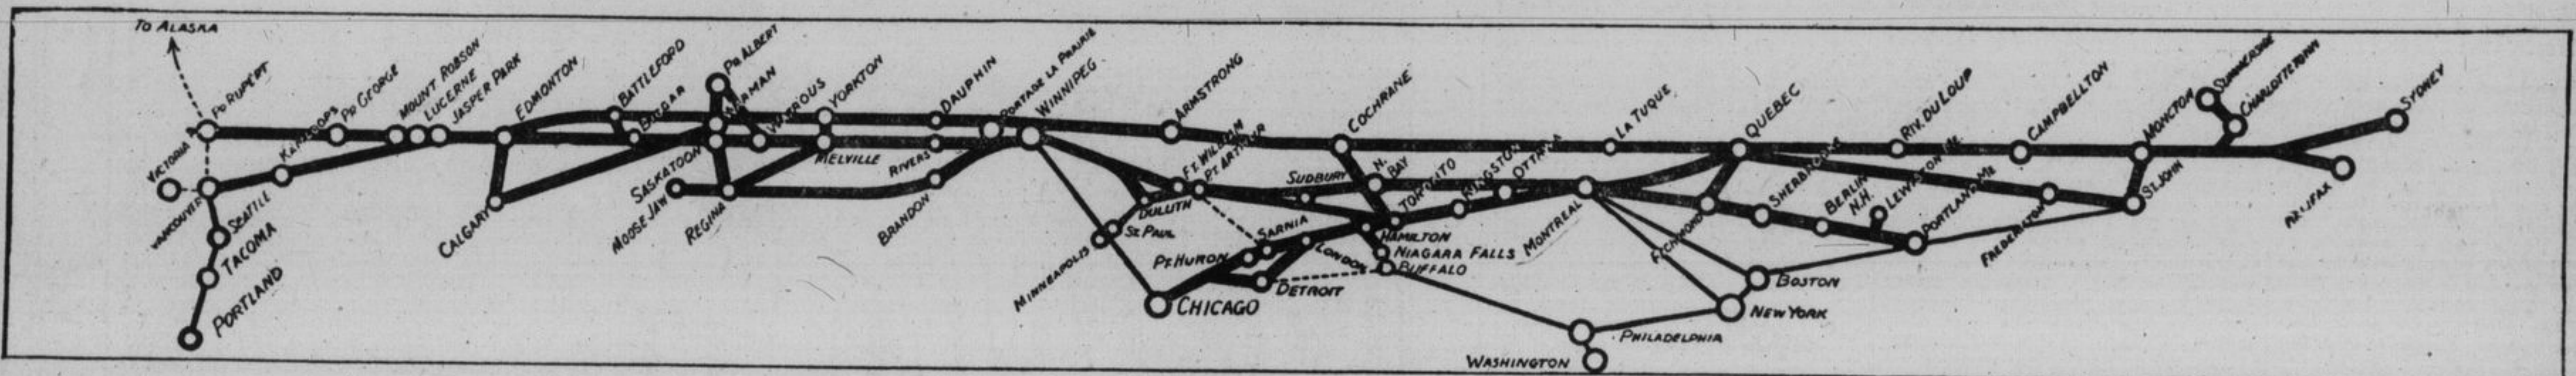 TO ALASKA
PR RUPERT
PR GEORGE
MOUNT ROBSON
LUCERNE
JASPER PARK
EDMONTON
BATTLEFORD
BIGGAR
PR ALBERT
WARMAN
WATROUS
YORKTON
DAUPHIN
PORTAGE LA PRAIRIE
WINNIPEG
ARMSTRONG
COCHRANE
LA TUQUE
QUEBEC
RIV. DU LOUP
CAMPBELLTON
MONCTON
SUMMERSIDE
CHARLOTTETOWN
SYDNEY
VICTORIA
KAMLOOPS
VANCOUVER
SEATTLE
TACOMA
PORTLAND
CALGARY
SASKATOON
MOOSE JAW
REGINA
MELVILLE
RIVERS
BRANDON
FT. WILLIAM
PT ARTHUR
DULUTH
ST. PAUL
MINNEAPOLIS
SUDBURY
N. BAY
TORONTO
KINGSTON
OTTAWA
MONTREAL
SARNIA
PT. HURON
LONDON
HAMILTON
NIAGARA FALLS
BUFFALO
DETROIT
CHICAGO
RICHMOND
SHERBROOKE
BERLIN
N.H.
LEWISTON ME.
PORTLAND ME
FREDERICTON
ST. JOHN
HALIFAX
BOSTON
NEW YORK
PHILADELPHIA
WASHINGTON